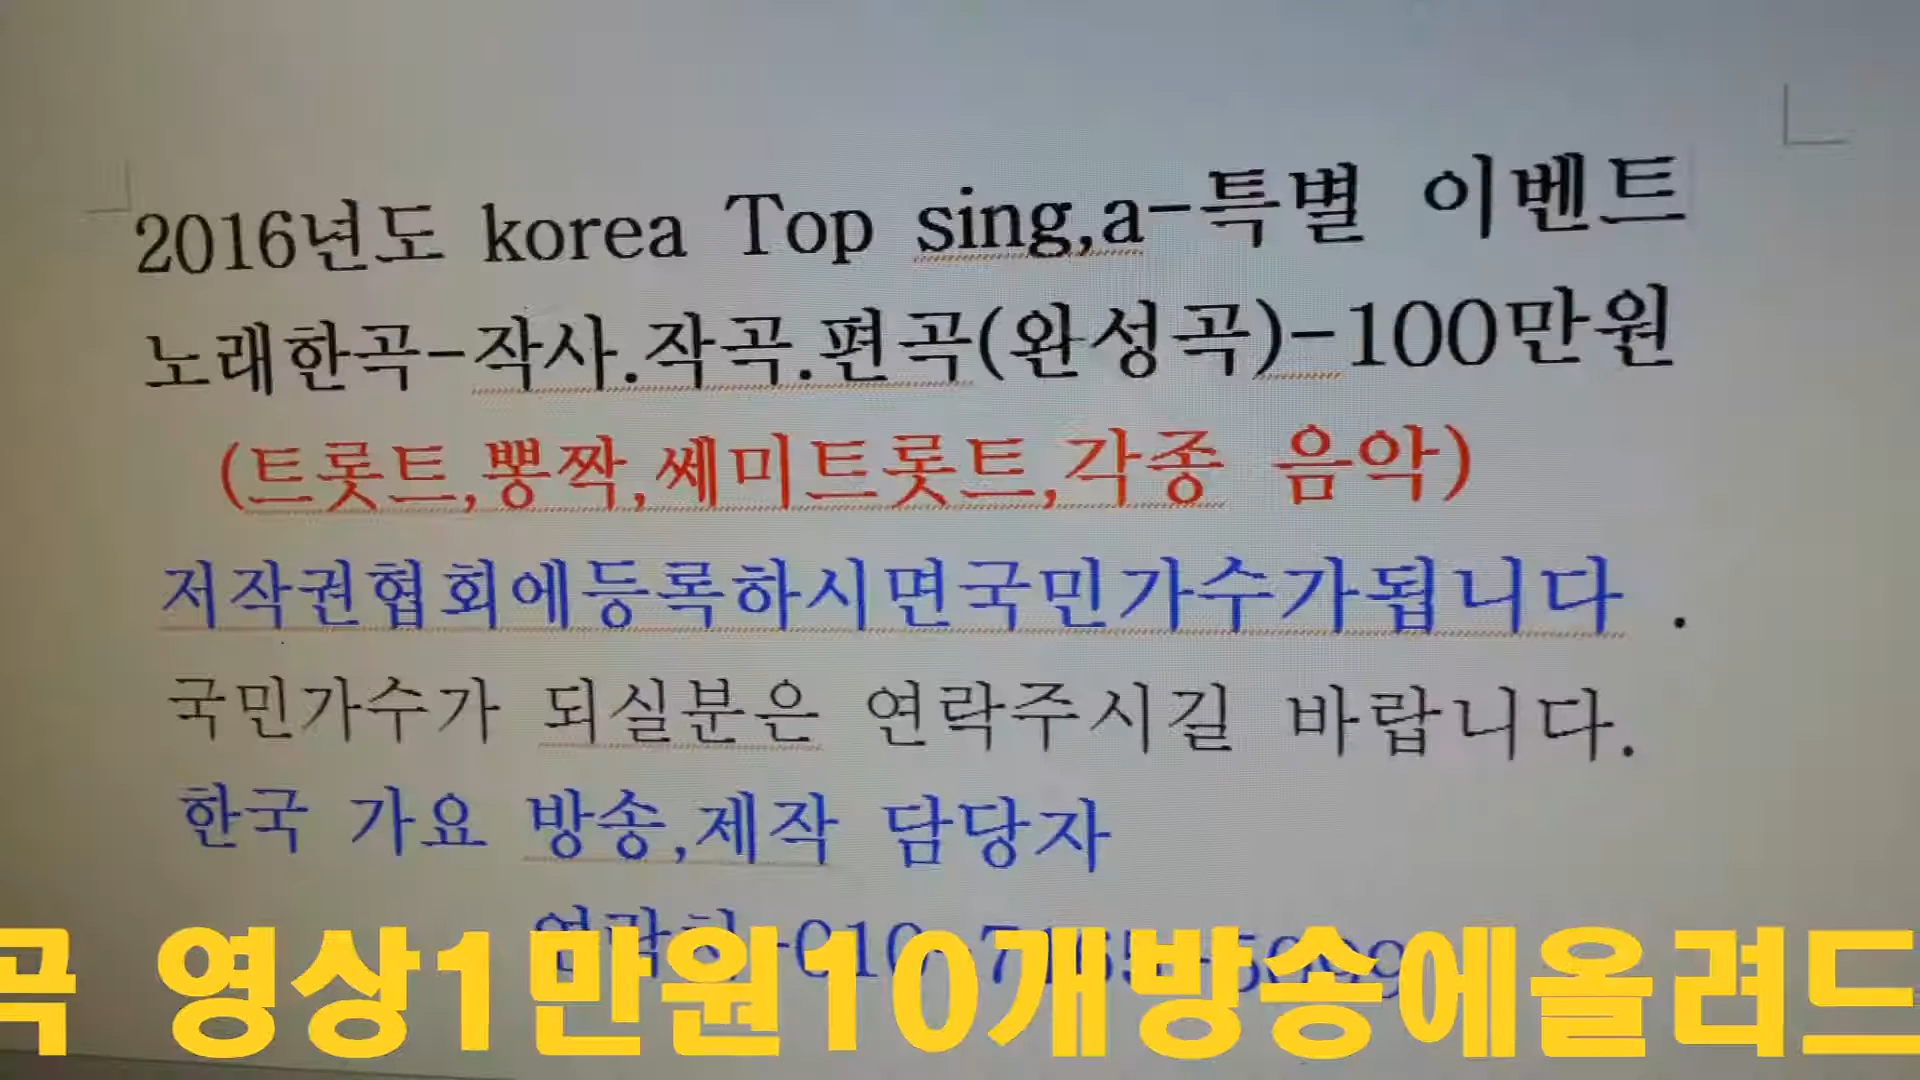 2016년도 korea Top sing,a-특별 이벤트
노래한곡-작사.작곡.편곡(완성곡)-100만원
(트롯트,뽕짝,쎄미트롯트,각종 음악)
저작권협회에등록하시면국민가수가됩니다 .
국민가수가 되실분은 연락주시길 바랍니다.
한국 가요 방송,제작 담당자
곡 영상1만원10개방송에올려드